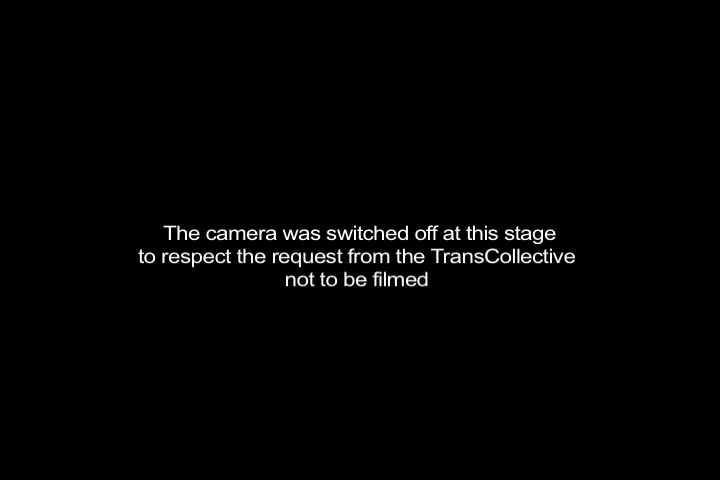 The camera was switched off at this stage
to respect the request from the TransCollective
not to be filmed